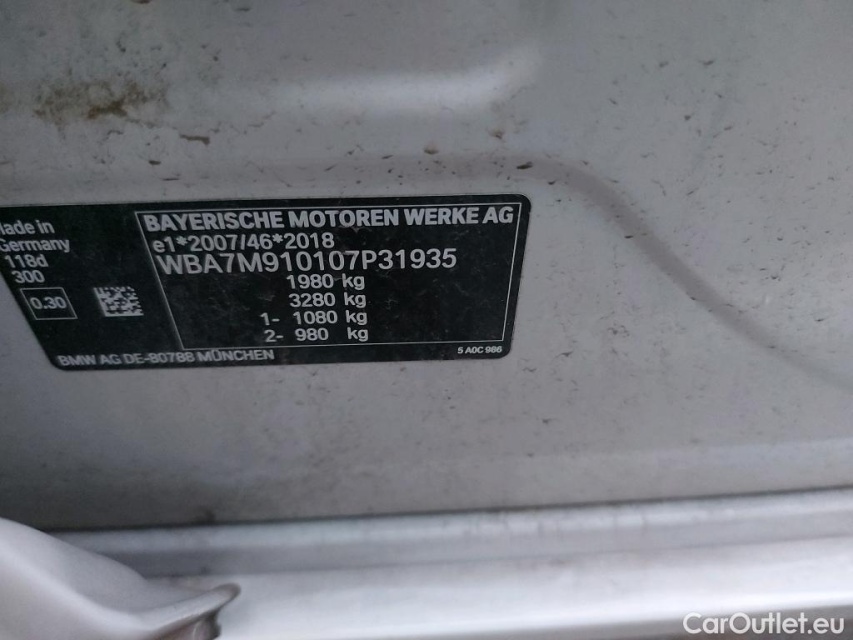 Made in
Germany
118d
300
0.30
BAYERISCHE MOTOREN WERKE AG
e1*2007/46*2018
WBA7M910107P31935
1980 kg
3280 kg
1- 1080 kg
2- 980 kg
BMW AG DE-80788 MÜNCHEN
5 A0C 986
CarOutlet.eu